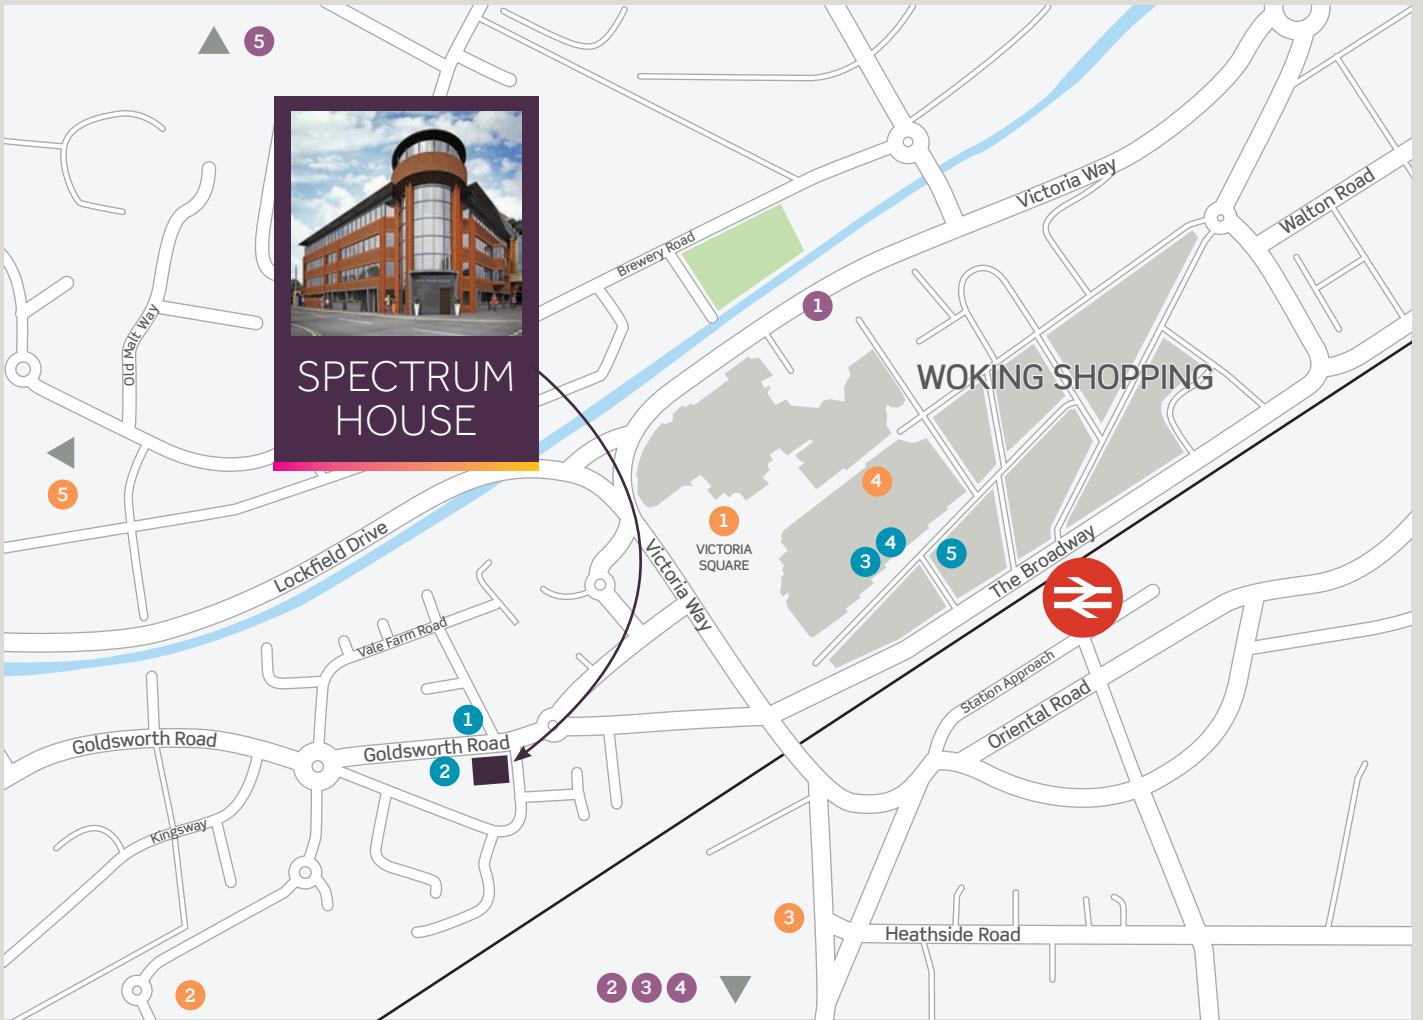 5
SPECTRUM
HOUSE
Brewery Road
Victoria Way
Walton Road
Old Malt Way
1
WOKING SHOPPING
5
4
1
VICTORIA
SQUARE
4
3
5
Lockfield Drive
Victoria Way
The Broadway
Vale Farm Road
Station Approach
Oriental Road
1
Goldsworth Road
Goldsworth Road
2
Kingsway
3
Heathside Road
2
2 3 4